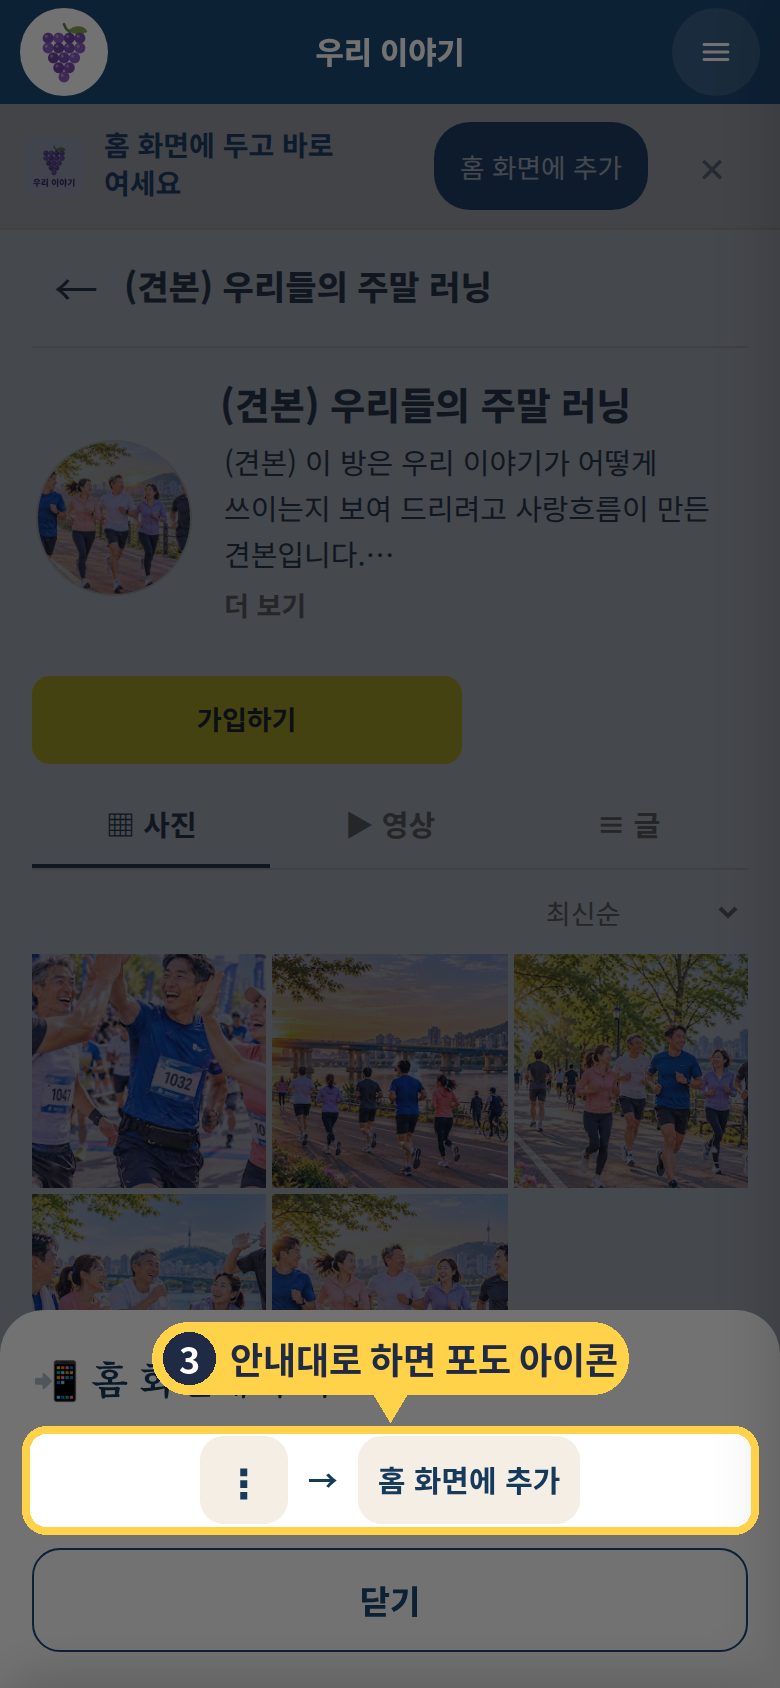 우리 이야기
우리 이야기
홈 화면에 두고 바로
여세요
홈 화면에 추가
(견본) 우리들의 주말 러닝
(견본) 우리들의 주말 러닝
(견본) 이 방은 우리 이야기가 어떻게
쓰이는지 보여 드리려고 사랑흐름이 만든
견본입니다.…
더 보기
가입하기
사진
영상
글
최신순
1047
1032
10
3 안내대로 하면 포도 아이콘
홈
→ 홈 화면에 추가
닫기